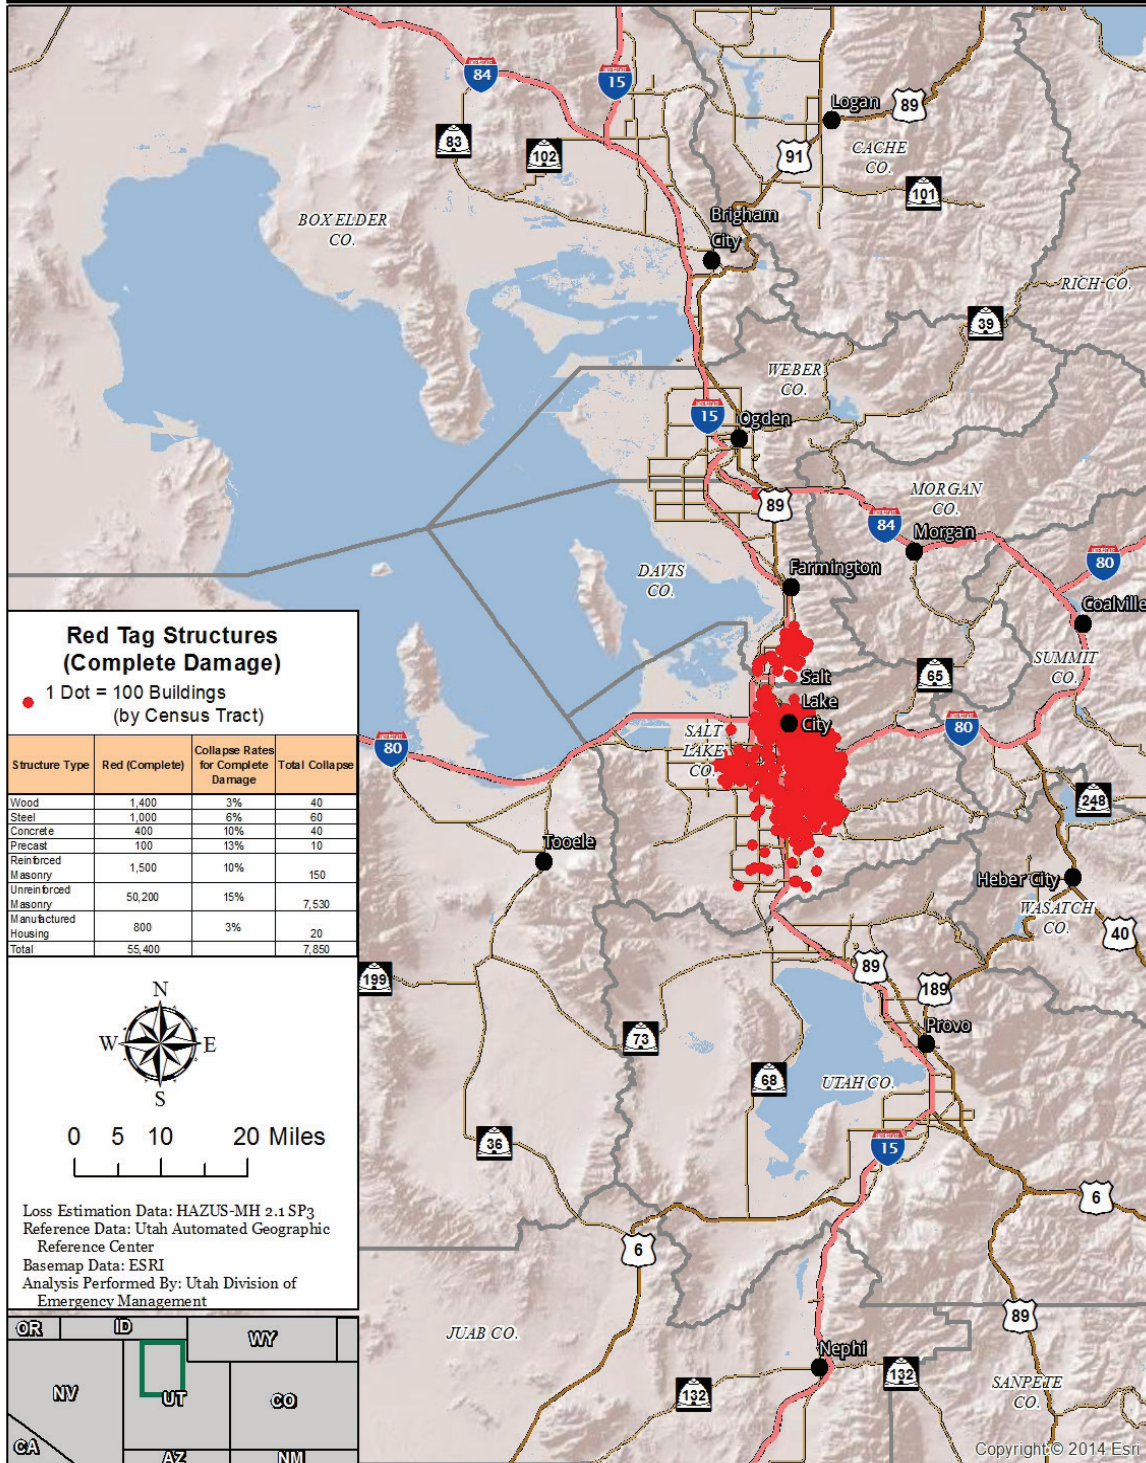 84
15
Logan
89
83
102
91
CACHE
CO.
101
BOX ELDER
CO.
Brigham
City
RICH CO.
39
WEBER
CO.
15
Ogden
89
MORGAN
CO.
84
Morgan
80
DAVIS
CO.
Farmington
Coalville
Red Tag Structures
(Complete Damage)
1 Dot = 100 Buildings
(by Census Tract)
SUMMIT
CO.
65
Salt
Lake
City
80
80
SALT
LAKE
CO.
248
Tooele
Heber City
WASATCH
CO.
40
Structure Type Red (Complete) Collapse Rates for Complete Damage Total Collapse
Wood 1,400 3% 40
Steel 1,000 6% 60
Concrete 400 10% 40
Precast 100 13% 10
Reinforced Masonry 1,500 10% 150
Unreinforced Masonry 50,200 15% 7,530
Manufactured Housing 800 3% 20
Total 55,400 7,850
199
89
189
N
W E
S
73
Provo
68
UTAH CO.
0 5 10 20 Miles
36
15
6
Loss Estimation Data: HAZUS-MH 2.1 SP3
Reference Data: Utah Automated Geographic
Reference Center
Basemap Data: ESRI
Analysis Performed By: Utah Division of
Emergency Management
6
89
JUAB CO.
Nephi
132
132
SANPETE
CO.
OR ID WY
NV UT CO
CA AZ NM
Copyright © 2014 Esri